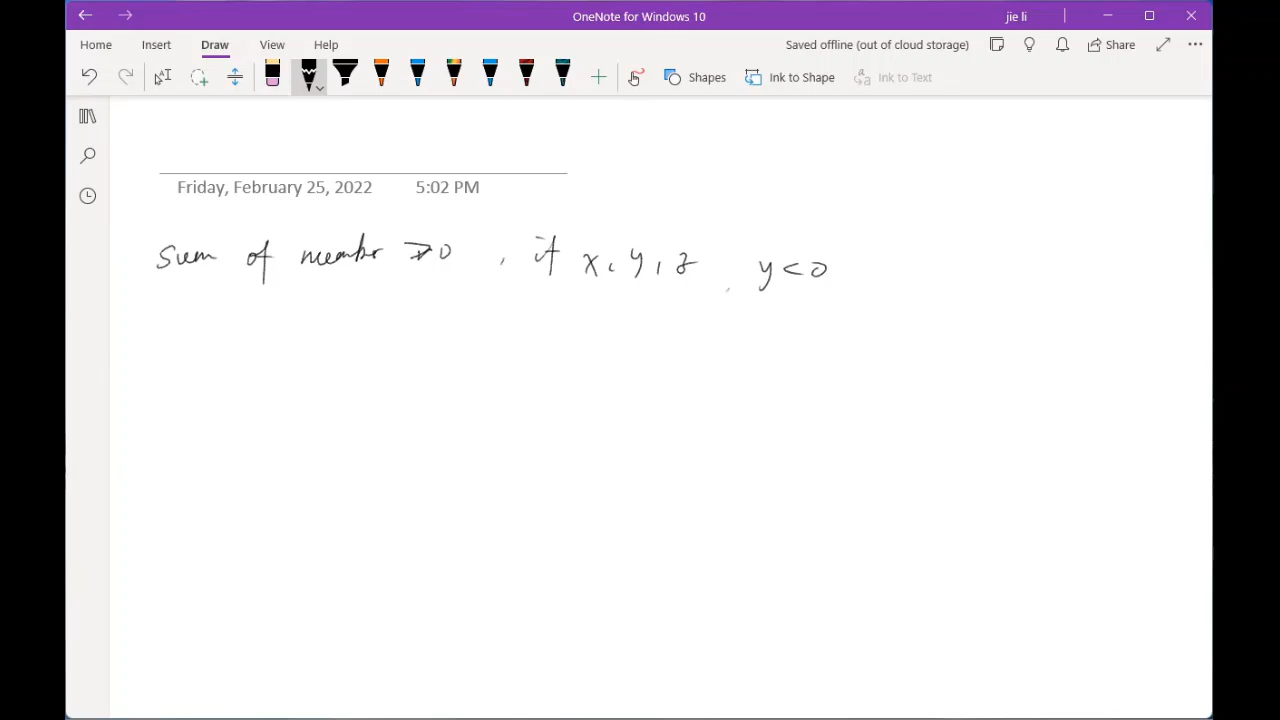 OneNote for Windows 10
jie li
Home Insert Draw View Help
Saved offline (out of cloud storage)
Share
Shapes
Ink to Shape
Ink to Text
Friday, February 25, 2022 5:02 PM
Sum of number >0 , if x, y, z y<0